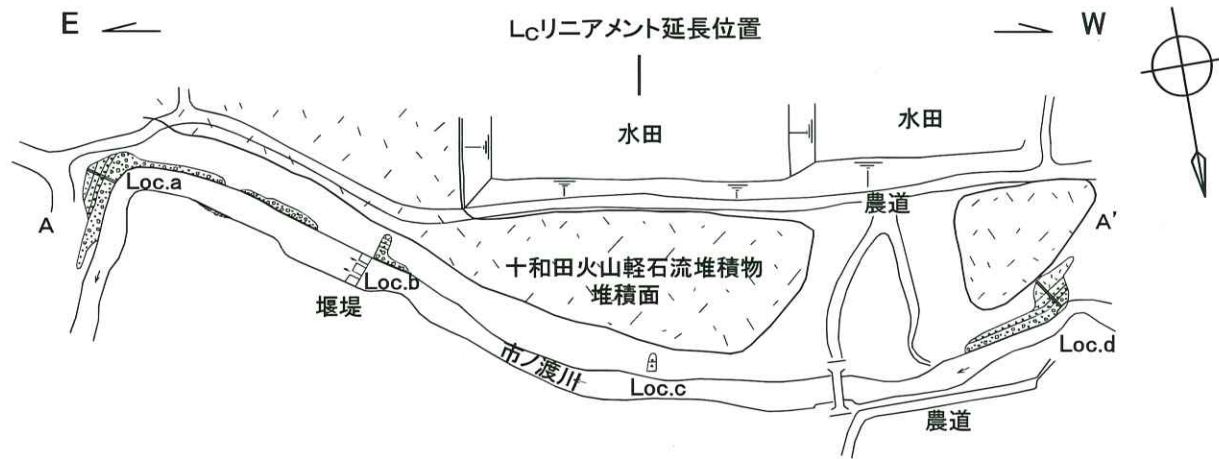 E
LCリニアメント延長位置
W
水田
水田
Loc.a
農道
A
A'
十和田火山軽石流堆積物
堆積面
Loc.b
堰堤
市ノ渡川
Loc.c
Loc.d
農道